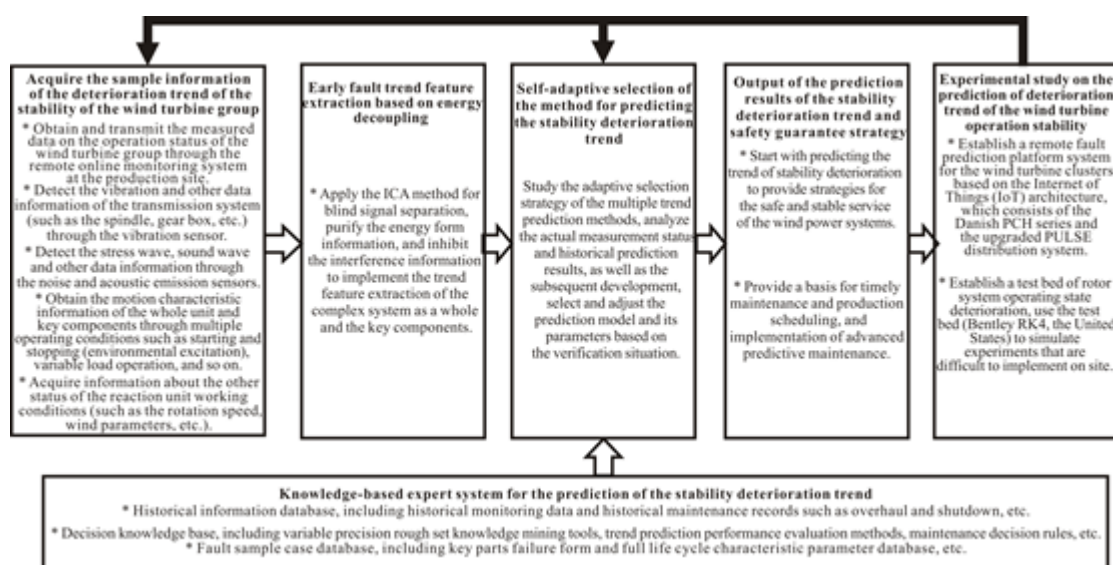 Acquire the sample information
of the deterioration trend of the
stability of the wind turbine group
* Obtain and transmit the measured
data on the operation status of the
wind turbine group through the
remote online monitoring system
at the production site.
* Detect the vibration and other data
information of the transmission system
(such as the spindle, gear box, etc.)
through the vibration sensor.
* Detect the stress wave, sound wave
and other data information through
the noise and acoustic emission sensors.
* Obtain the motion characteristic
information of the whole unit and
key components through multiple
operating conditions such as starting and
stopping (environmental excitation),
variable load operation, and so on.
* Acquire information about the other
status of the reaction unit working
conditions (such as the rotation speed,
wind parameters, etc.).
Early fault trend feature
extraction based on energy
decoupling
* Apply the ICA method for
blind signal separation,
purify the energy form
information, and inhibit
the interference information
to implement the trend
feature extraction of the
complex system as a whole
and the key components.
Self-adaptive selection of
the method for predicting
the stability deterioration
trend
Study the adaptive selection
strategy of the multiple trend
prediction methods, analyze
the actual measurement status
and historical prediction
results, as well as the
subsequent development,
select and adjust the
prediction model and its
parameters based on
the verification situation.
Output of the prediction
results of the stability
deterioration trend and
safety guarantee strategy
* Start with predicting the
trend of stability deterioration
to provide strategies for
the safe and stable service
of the wind power systems.
* Provide a basis for timely
maintenance and production
scheduling, and
implementation of advanced
predictive maintenance.
Experimental study on the
prediction of deterioration
trend of the wind turbine
operation stability
* Establish a remote fault
prediction platform system
for the wind turbine clusters
based on the Internet of
Things (IoT) architecture,
which consists of the
Danish PCH series and
the upgraded PULSE
distribution system.
* Establish a test bed of rotor
system operating state
deterioration, use the test
bed (Bentley RK4, the United
States) to simulate
experiments that are
difficult to implement on site.
Knowledge-based expert system for the prediction of the stability deterioration trend
* Historical information database, including historical monitoring data and historical maintenance records such as overhaul and shutdown, etc.
* Decision knowledge base, including variable precision rough set knowledge mining tools, trend prediction performance evaluation methods, maintenance decision rules, etc.
* Fault sample case database, including key parts failure form and full life cycle characteristic parameter database, etc.